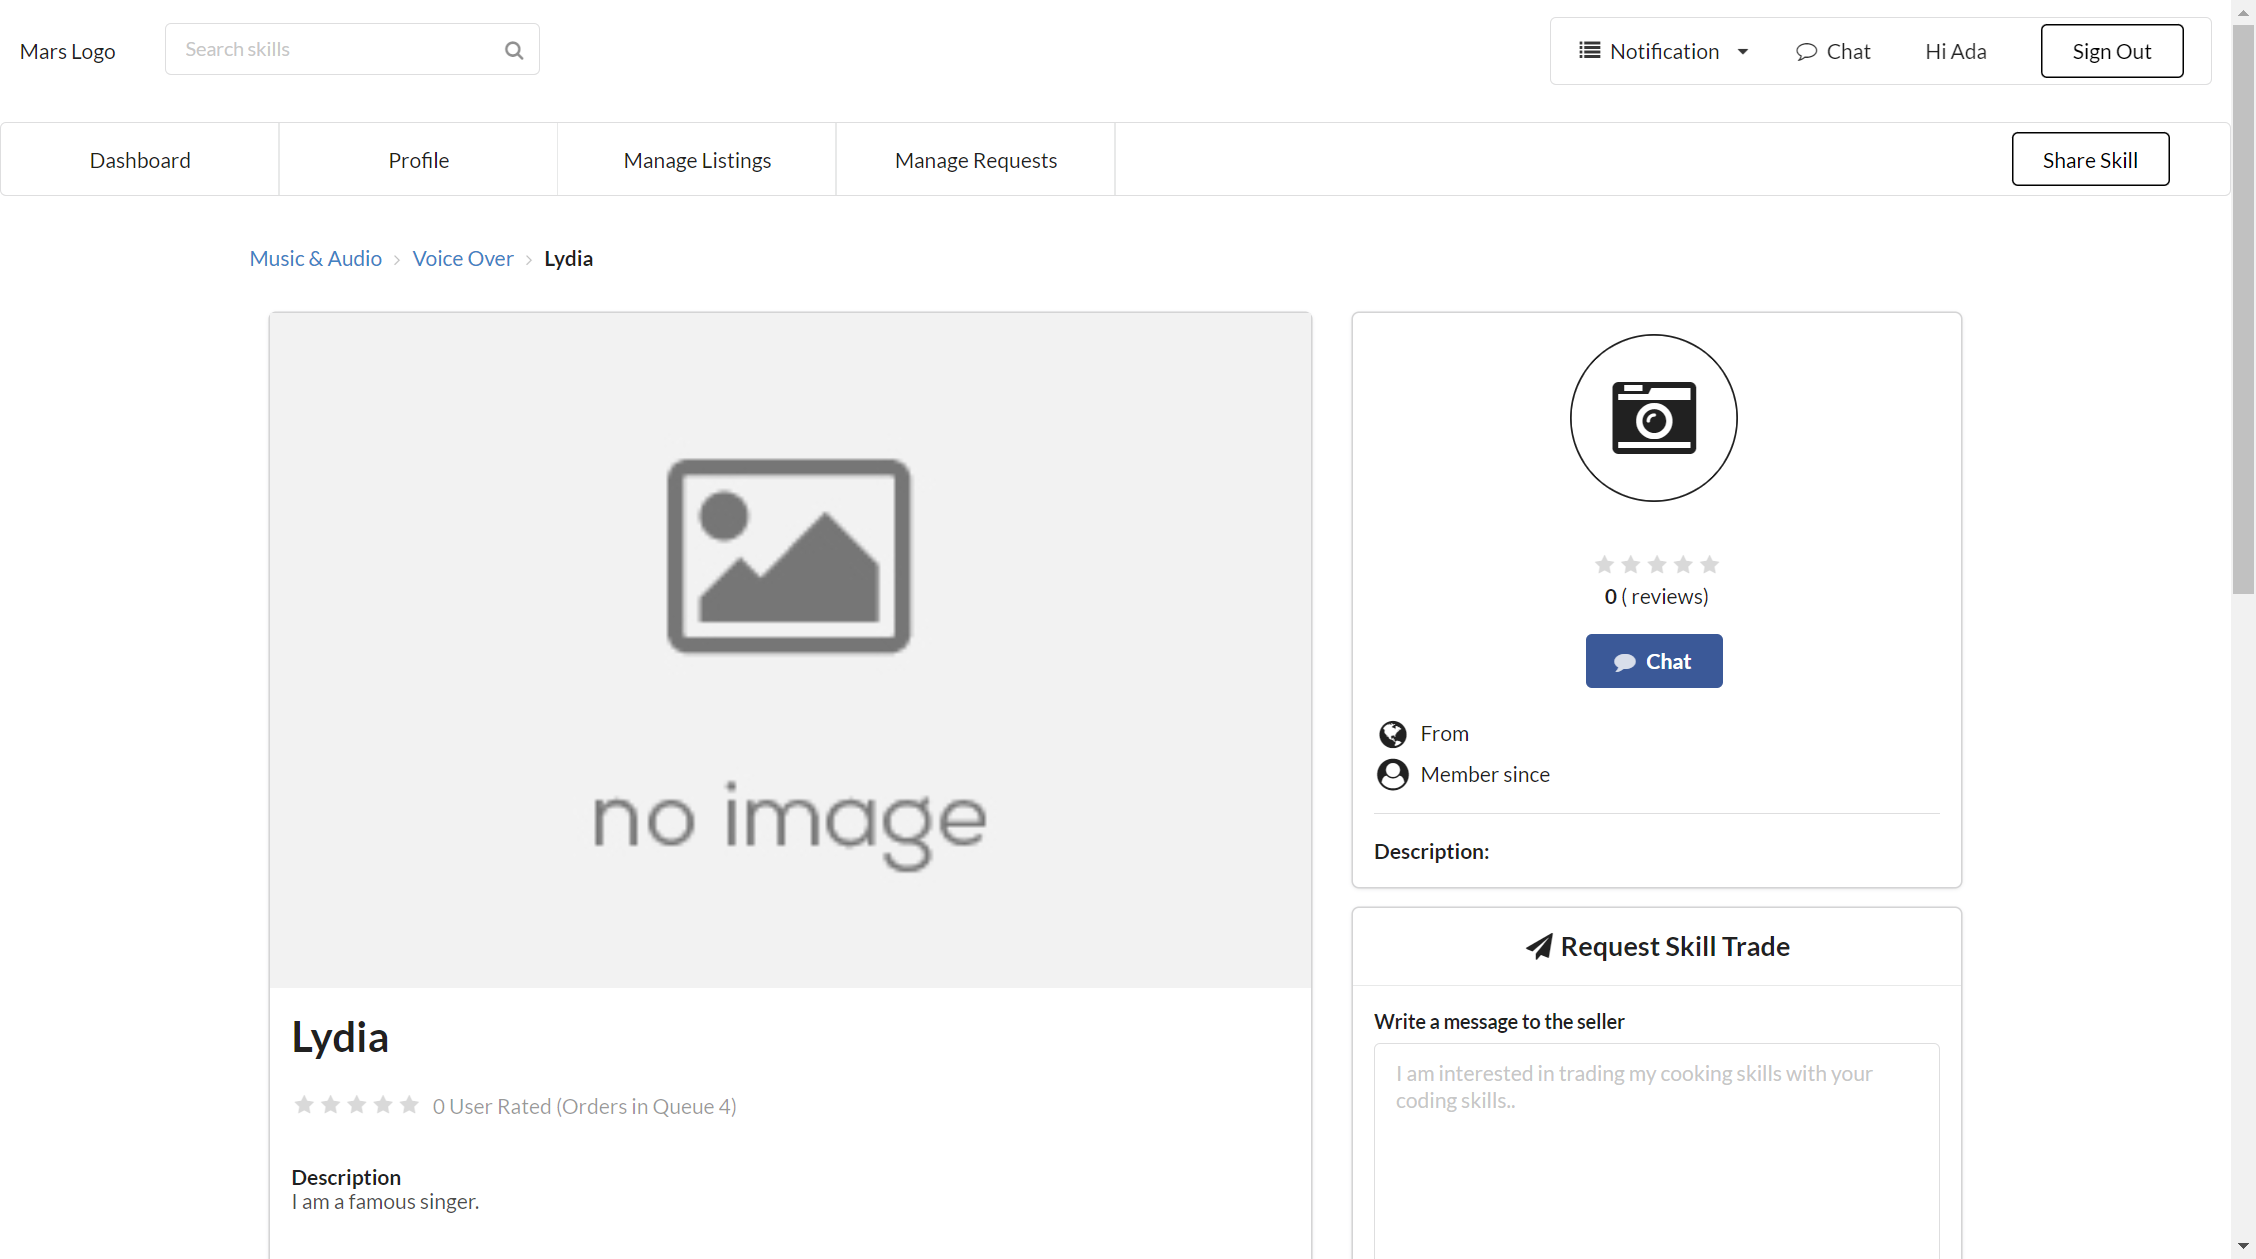 Mars Logo
Search skills
Notification
Chat
Hi Ada
Sign Out
Dashboard
Profile
Manage Listings
Manage Requests
Share Skill
Music & Audio
Voice Over
Lydia
no image
Lydia
0 User Rated (Orders in Queue 4)
Description
I am a famous singer.
0 ( reviews)
Chat
From
Member since
Description:
Request Skill Trade
Write a message to the seller
I am interested in trading my cooking skills with your
coding skills..